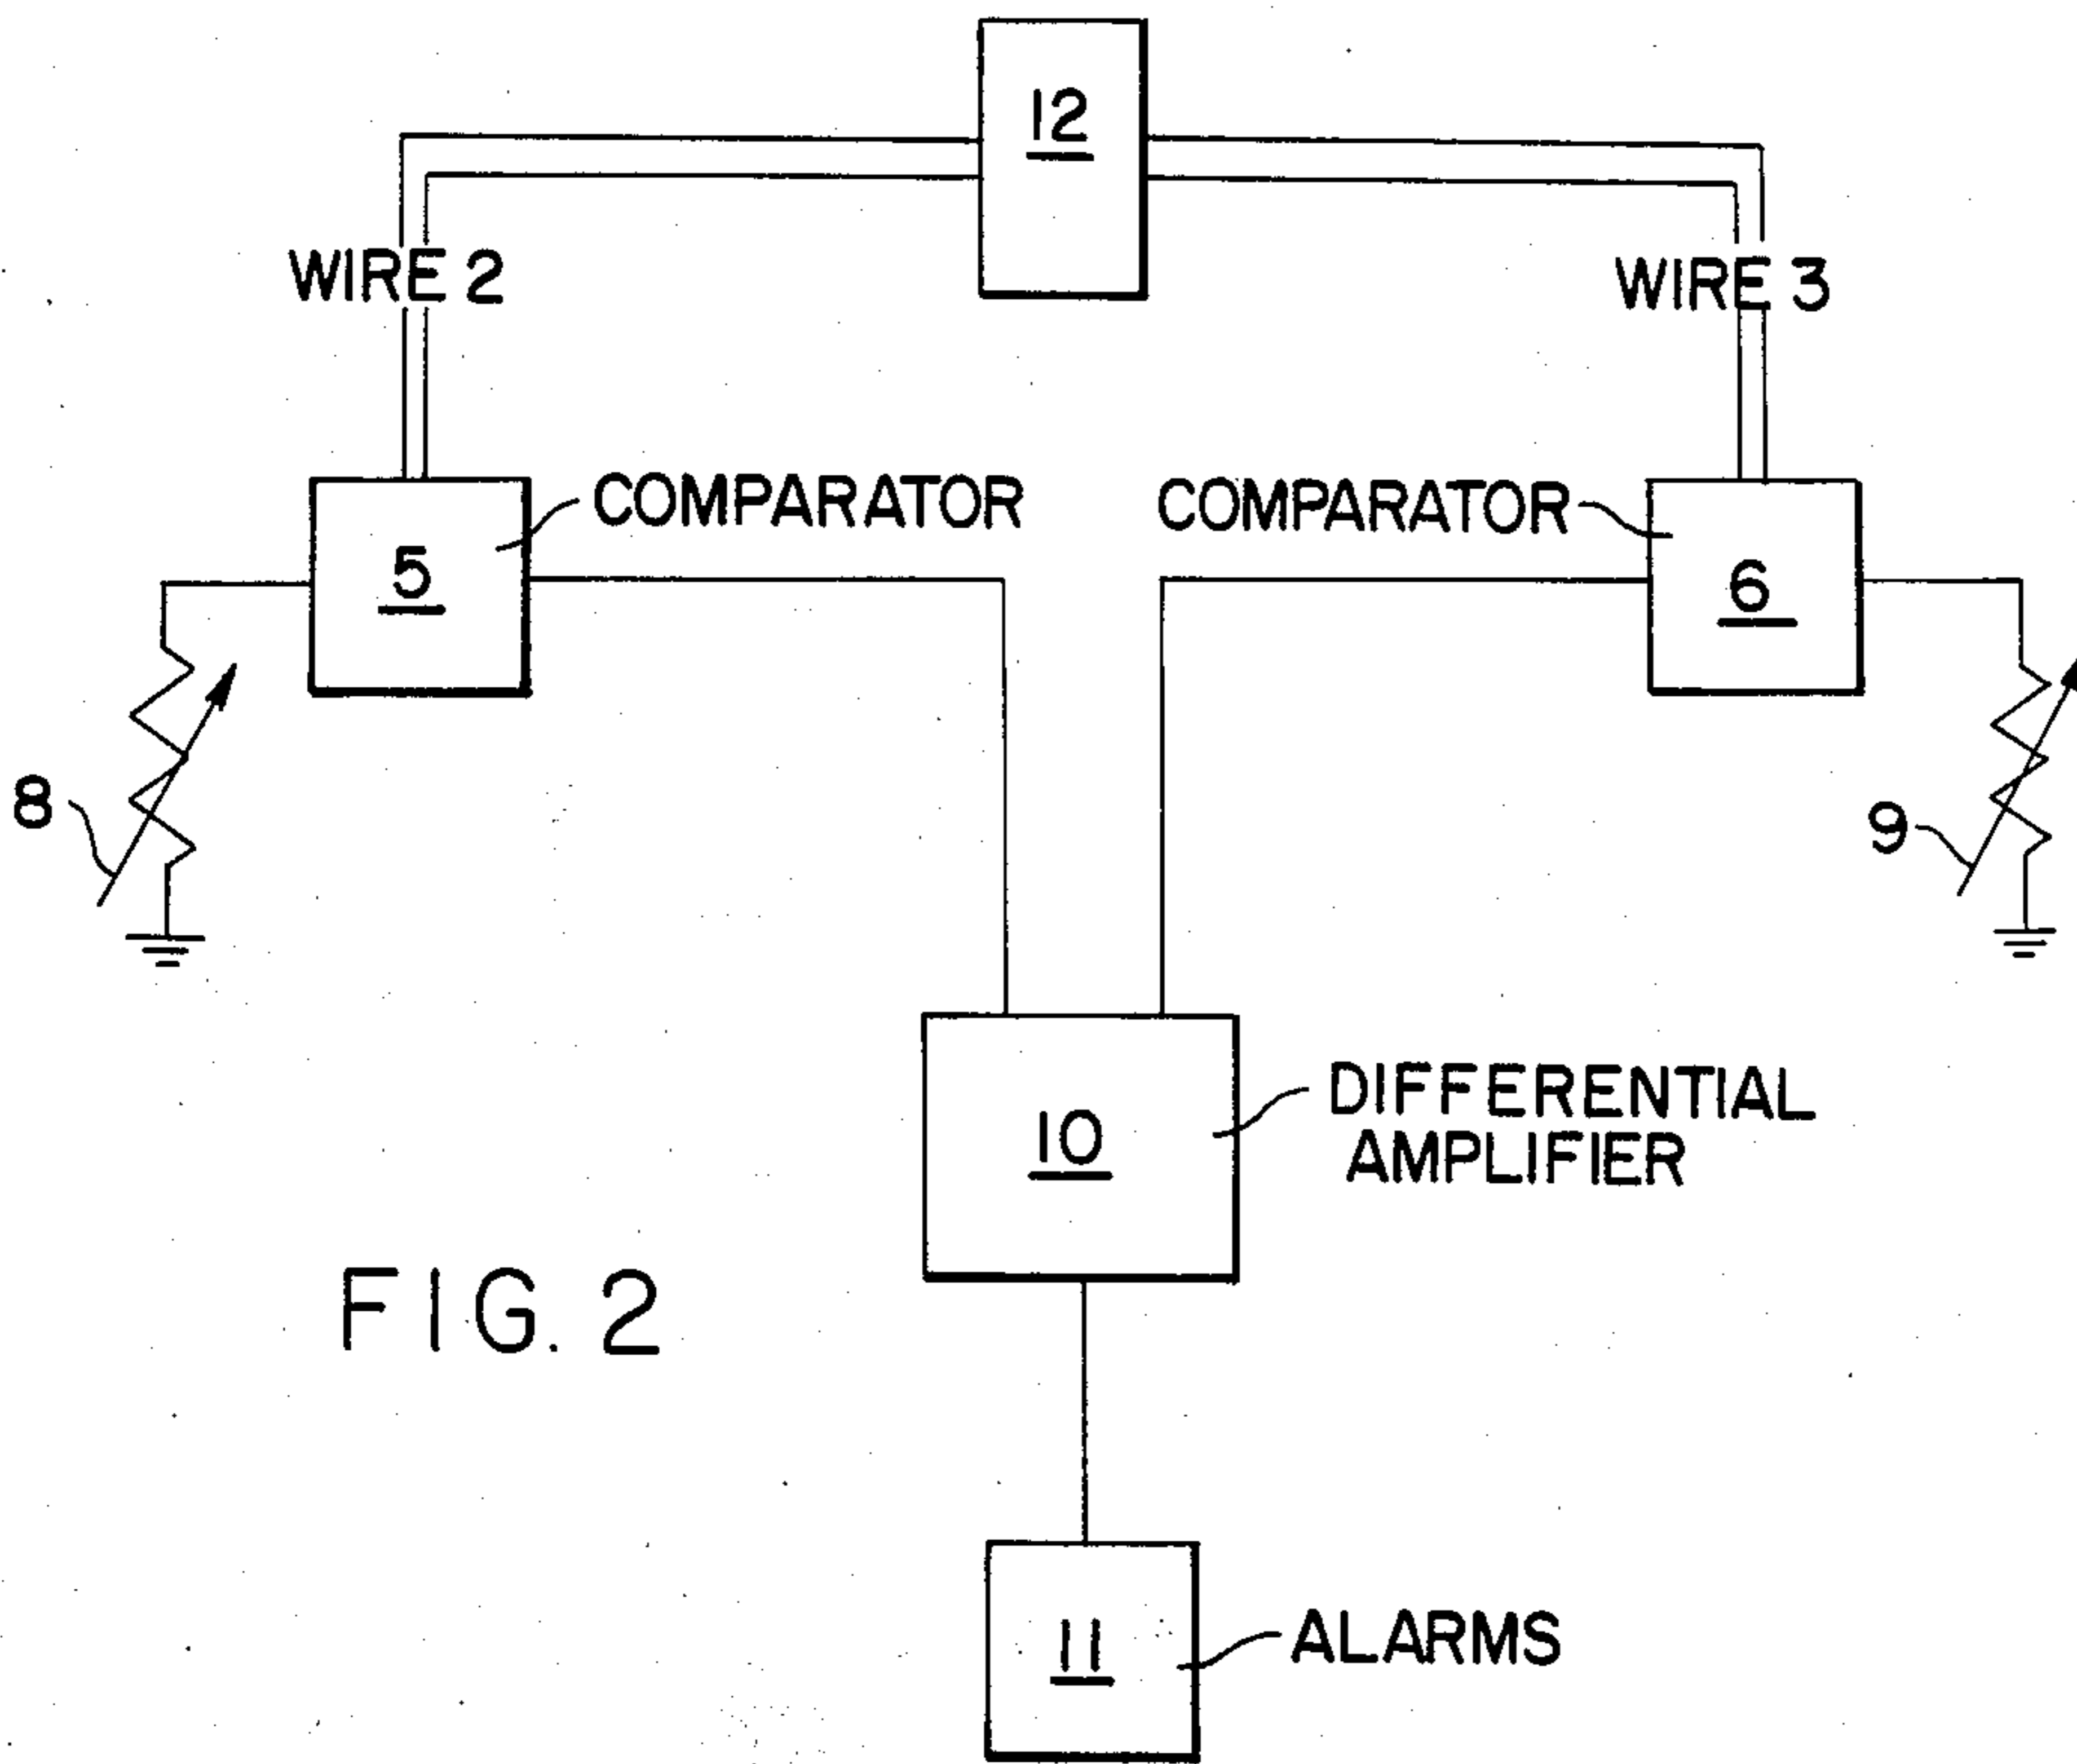 12
WIRE 2
WIRE 3
COMPARATOR
COMPARATOR
5
6
8
9
10
DIFFERENTIAL
AMPLIFIER
FIG. 2
11
ALARMS